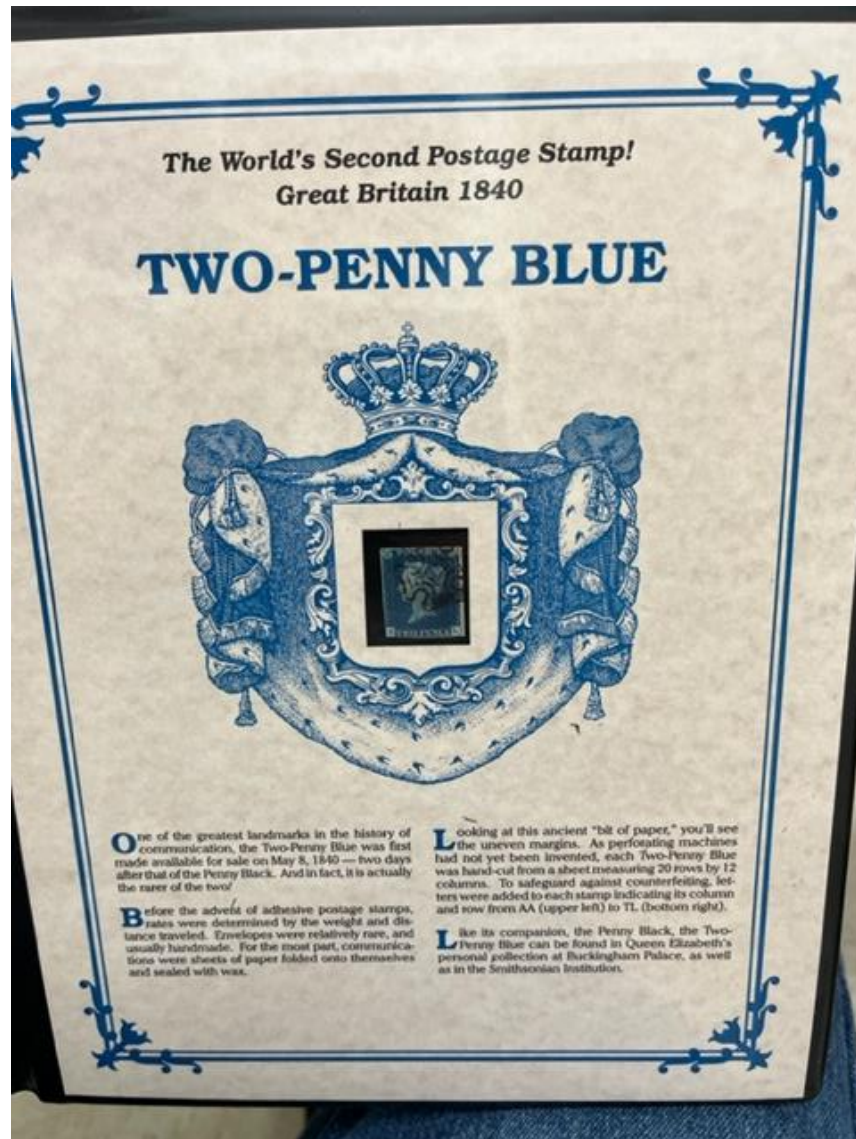 The World's Second Postage Stamp!
Great Britain 1840
TWO-PENNY BLUE
TWO PENCE
One of the greatest landmarks in the history of
communication, the Two-Penny Blue was first
made available for sale on May 8, 1840 — two days
after that of the Penny Black. And in fact, it is actually
the rarer of the two!
Before the advent of adhesive postage stamps,
rates were determined by the weight and dis-
tance traveled. Envelopes were relatively rare, and
usually handmade. For the most part, communica-
tions were sheets of paper folded onto themselves
and sealed with wax.
Looking at this ancient "bit of paper," you'll see
the uneven margins. As perforating machines
had not yet been invented, each Two-Penny Blue
was hand-cut from a sheet measuring 20 rows by 12
columns. To safeguard against counterfeiting, let-
ters were added to each stamp indicating its column
and row from AA (upper left) to TL (bottom right).
Like its companion, the Penny Black, the Two-
Penny Blue can be found in Queen Elizabeth's
personal collection at Buckingham Palace, as well
as in the Smithsonian Institution.